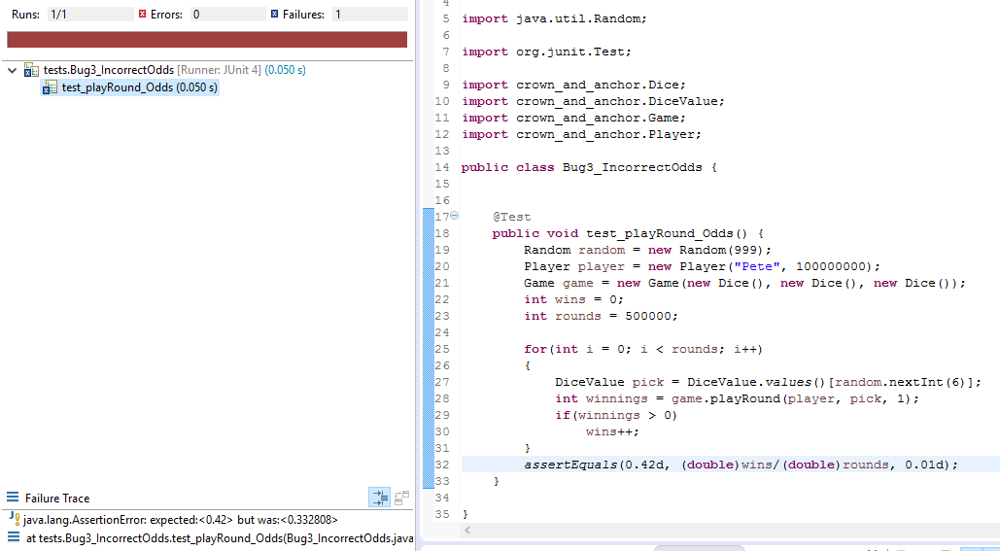 Runs: 1/1 Errors: 0 Failures: 1
tests.Bug3_IncorrectOdds [Runner: JUnit 4] (0.050 s)
test_playRound_Odds (0.050 s)
Failure Trace
java.lang.AssertionError: expected:<0.42> but was:<0.332808>
at tests.Bug3_IncorrectOdds.test_playRound_Odds(Bug3_IncorrectOdds.java
4
5 import java.util.Random;
6
7 import org.junit.Test;
8
9 import crown_and_anchor.Dice;
10 import crown_and_anchor.DiceValue;
11 import crown_and_anchor.Game;
12 import crown_and_anchor.Player;
13
14 public class Bug3_IncorrectOdds {
15
16
17 @Test
18 public void test_playRound_Odds() {
19 Random random = new Random(999);
20 Player player = new Player("Pete", 100000000);
21 Game game = new Game(new Dice(), new Dice(), new Dice());
22 int wins = 0;
23 int rounds = 500000;
24
25 for(int i = 0; i < rounds; i++)
26 {
27 DiceValue pick = DiceValue.values()[random.nextInt(6)];
28 int winnings = game.playRound(player, pick, 1);
29 if(winnings > 0)
30 wins++;
31 }
32 assertEquals(0.42d, (double)wins/(double)rounds, 0.01d);
33 }
34
35 }